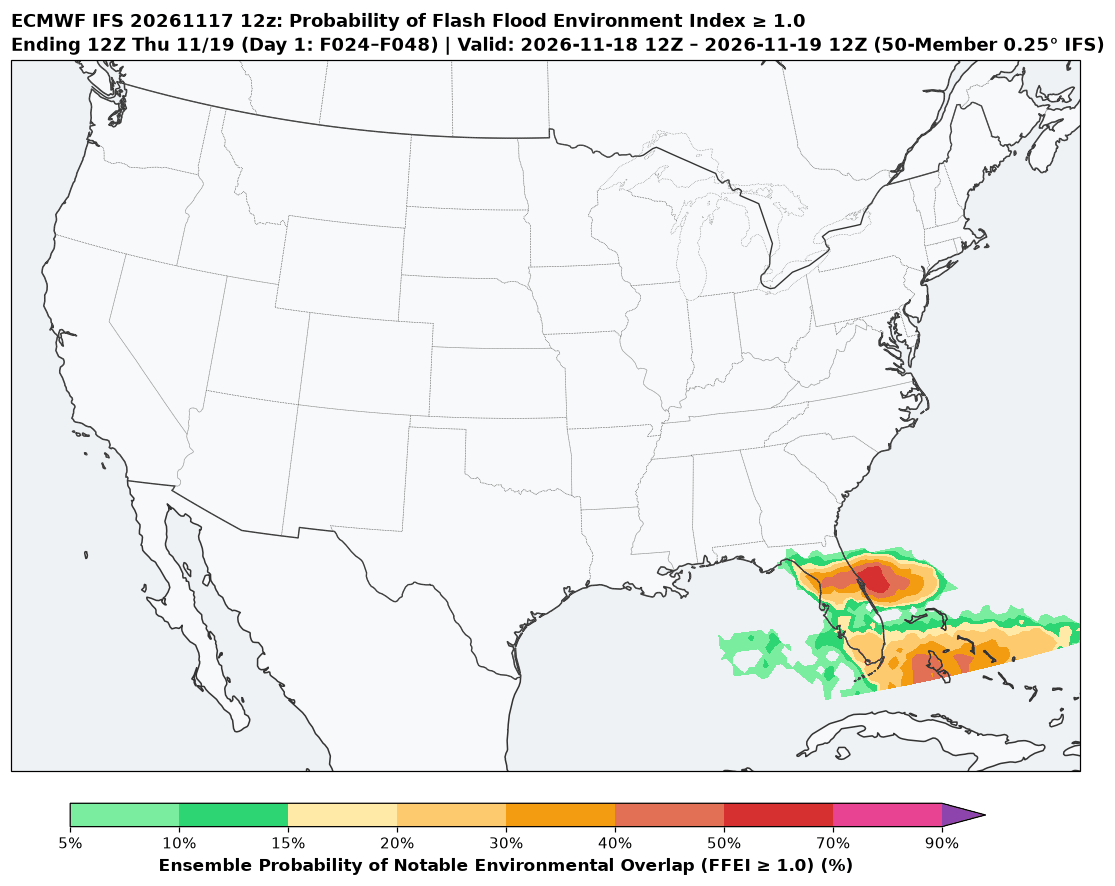 ECMWF IFS 20261117 12z: Probability of Flash Flood Environment Index ≥ 1.0
Ending 12Z Thu 11/19 (Day 1: F024–F048) | Valid: 2026-11-18 12Z – 2026-11-19 12Z (50-Member 0.25° IFS)
5% 10% 15% 20% 30% 40% 50% 70% 90%
Ensemble Probability of Notable Environmental Overlap (FFEI ≥ 1.0) (%)